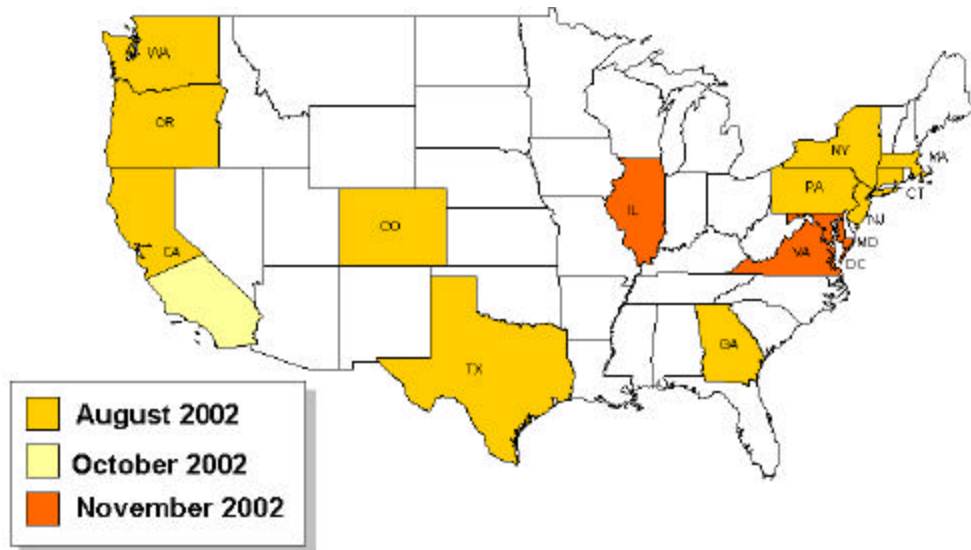 WA
OR
CA
CO
TX
IL
GA
NY
PA
VA
MA
CT
NJ
MD
DC
August 2002
October 2002
November 2002